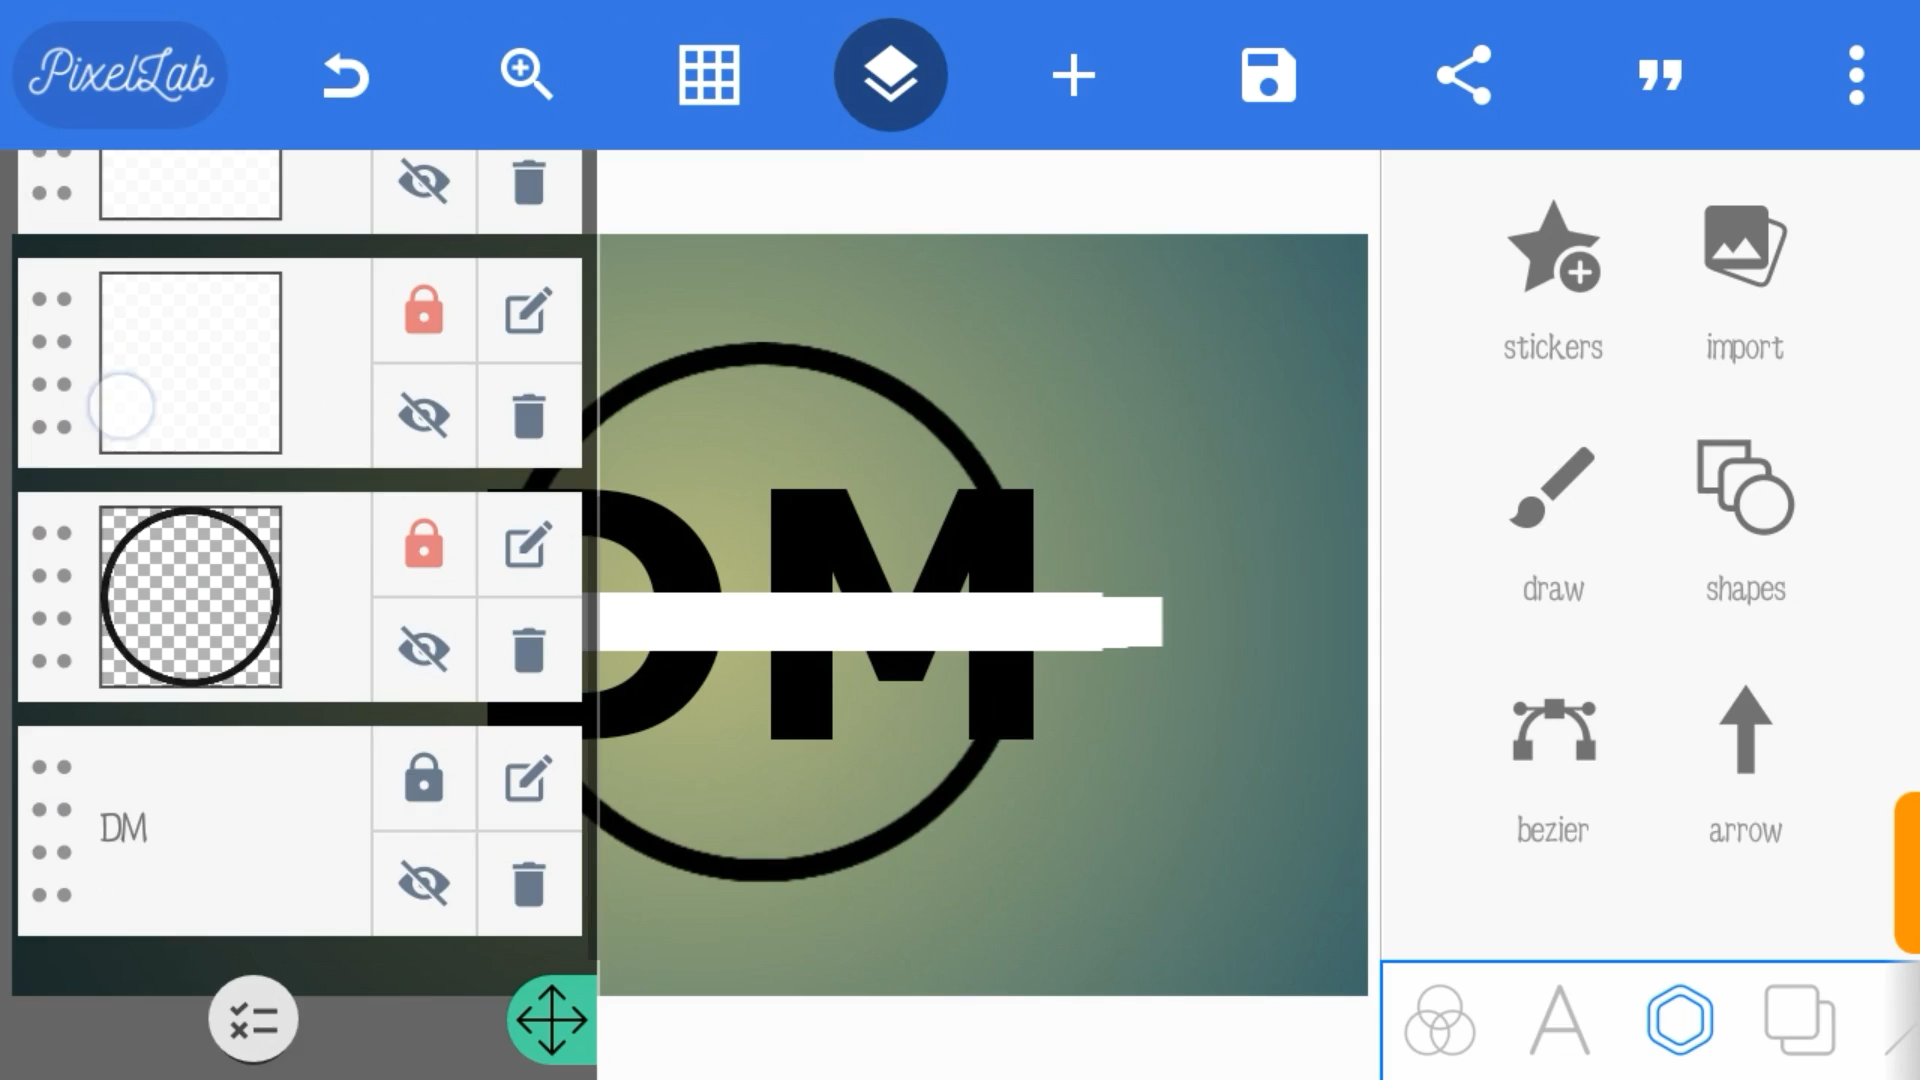 PixelLab
stickers
import
draw
shapes
bezier
arrow
DM
DM